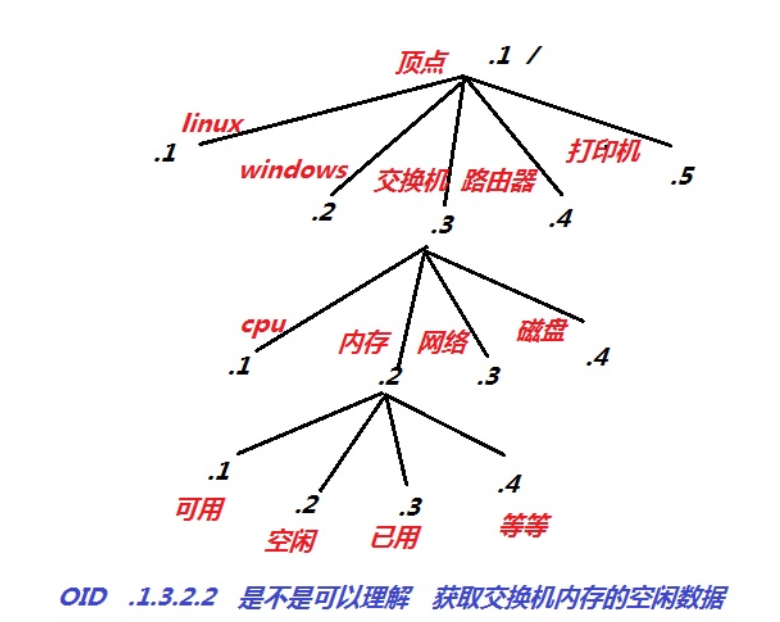 顶点 .1 /
linux
.1
windows
.2
交换机
.3
路由器
.4
打印机
.5
cpu
.1
内存
.2
网络
.3
磁盘
.4
.1
可用
.2
空闲
.3
已用
.4
等等
OID .1.3.2.2 是不是可以理解 获取交换机内存的空闲数据